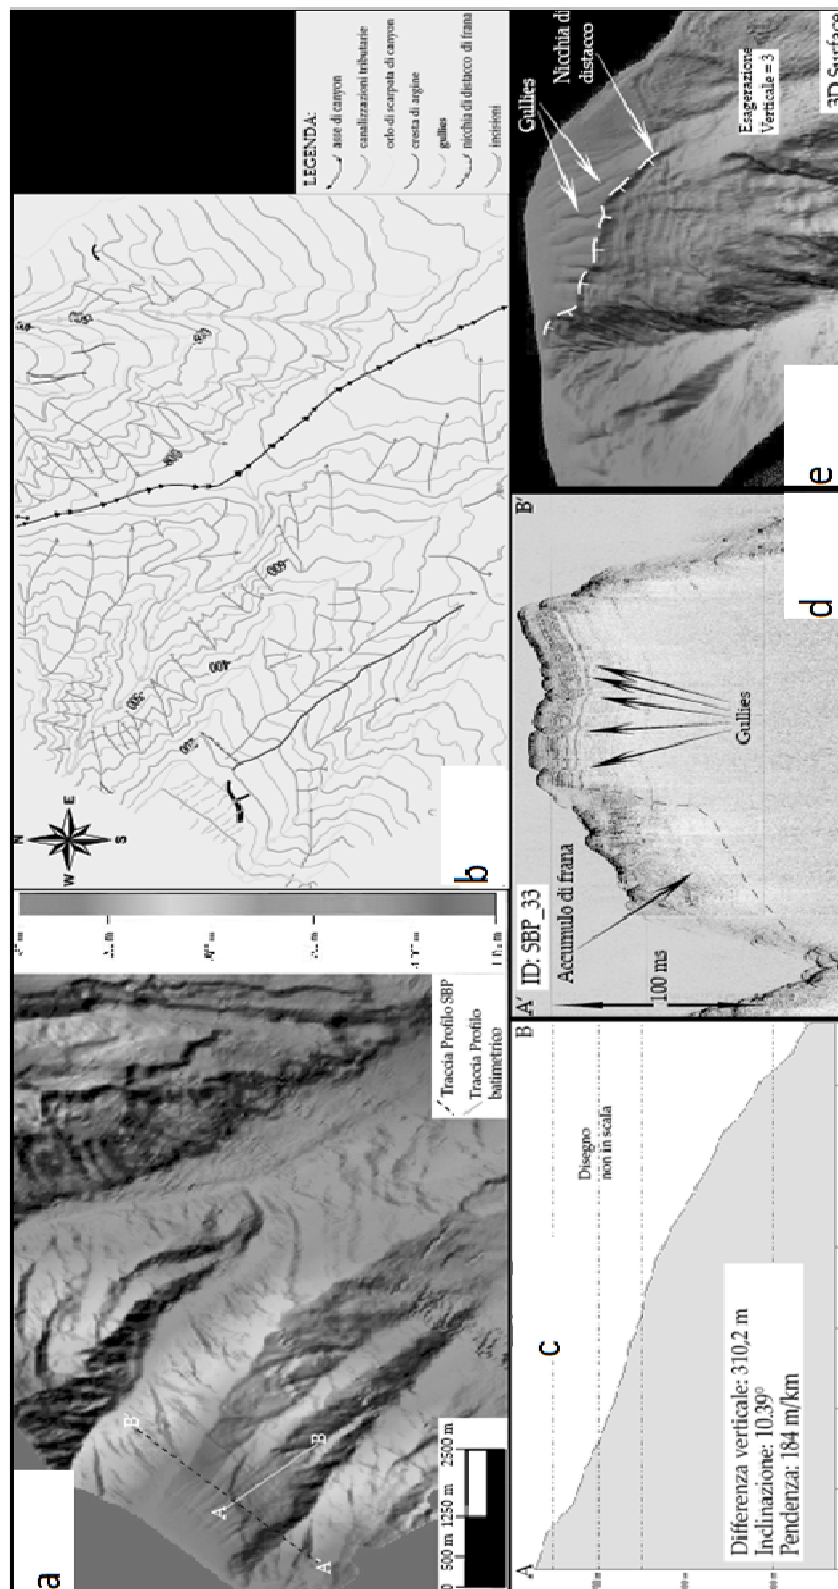 a
B'
A
B
A'
0 500 m 1250 m 2500 m
Traccia Profilo SBP
Traccia Profilo
batimetrico
b
N
W E
S
LEGENDA:
asse di canyon
canalizzazioni tributarie
orlo di scarpata di canyon
cresta di argine
gullies
nicchia di distacco di frana
incisioni
A
B
c
Disegno
non in scala
Differenza verticale: 310,2 m
Inclinazione: 10.39°
Pendenza: 184 m/km
A' ID: SBP_33
B'
Accumulo di frana
100 ms
Gullies
d
Gullies
Nicchia di
distacco
Esagerazione
Verticale = 3
3D Surface
e